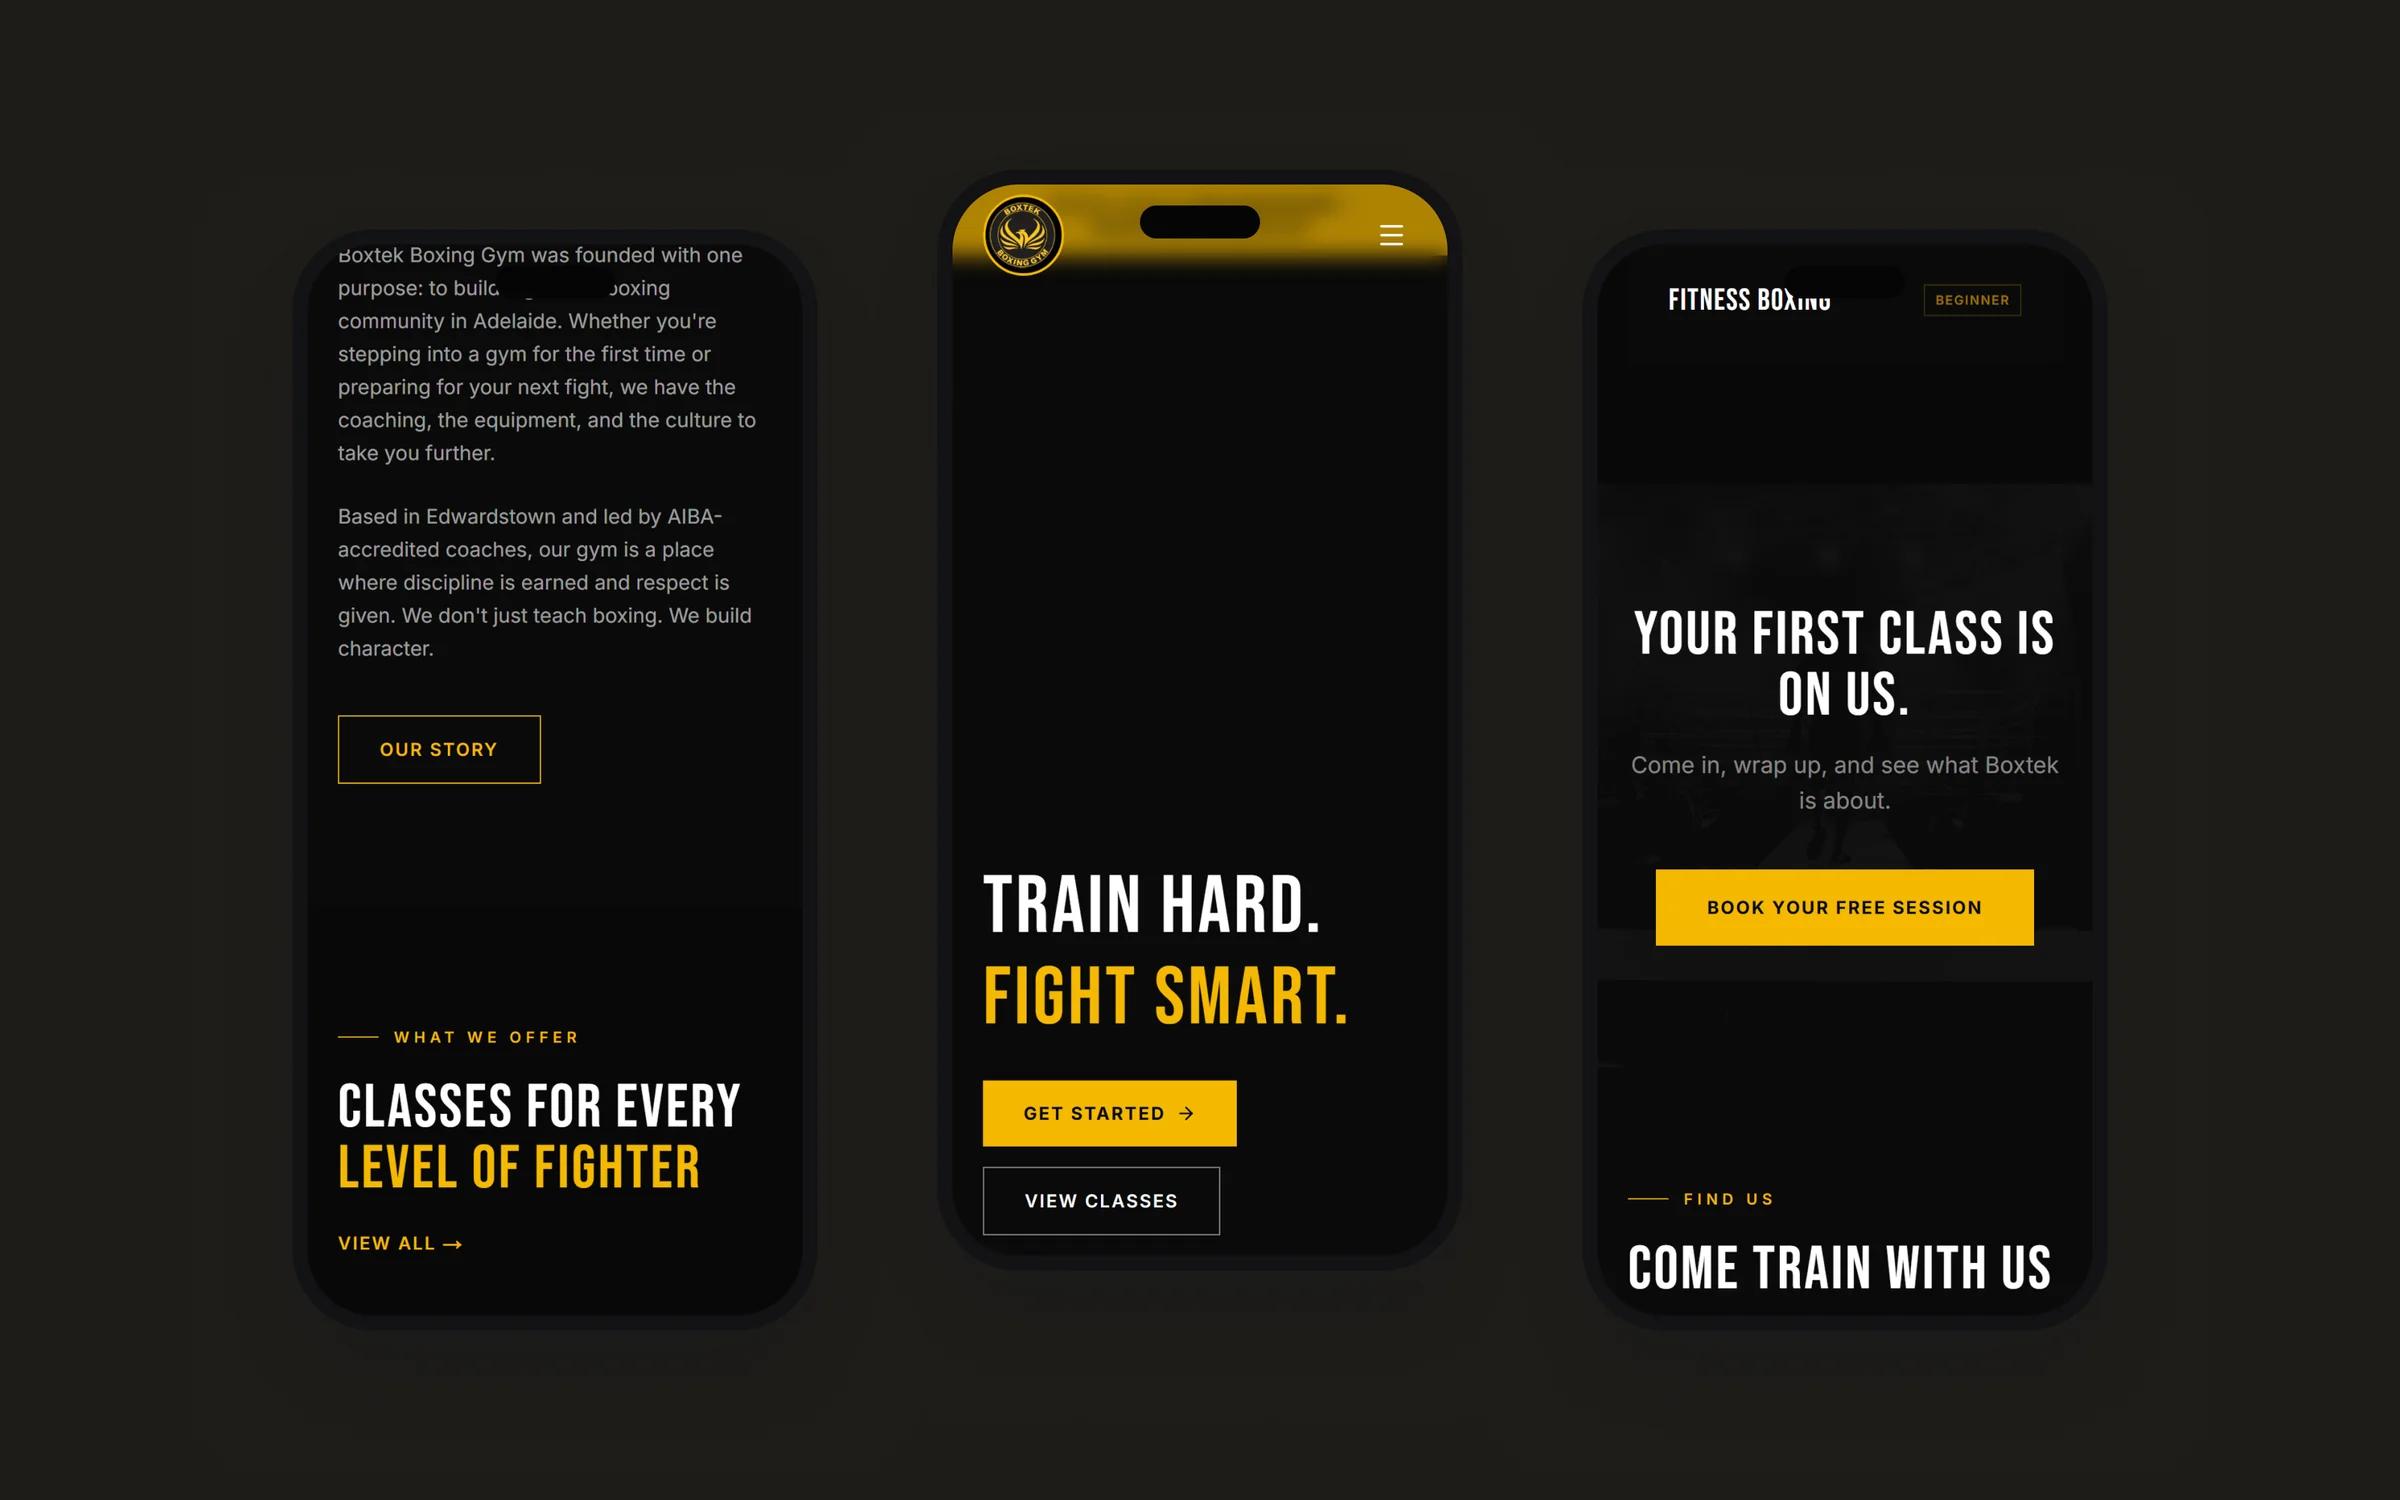 Boxtek Boxing Gym was founded with one
purpose: to build boxing
community in Adelaide. Whether you're
stepping into a gym for the first time or
preparing for your next fight, we have the
coaching, the equipment, and the culture to
take you further.
Based in Edwardstown and led by AIBA-
accredited coaches, our gym is a place
where discipline is earned and respect is
given. We don't just teach boxing. We build
character.
OUR STORY
WHAT WE OFFER
CLASSES FOR EVERY
LEVEL OF FIGHTER
VIEW ALL →
BOXTEK
BOXING GYM
TRAIN HARD.
FIGHT SMART.
GET STARTED →
VIEW CLASSES
FITNESS BOXING
BEGINNER
YOUR FIRST CLASS IS
ON US.
Come in, wrap up, and see what Boxtek
is about.
BOOK YOUR FREE SESSION
FIND US
COME TRAIN WITH US